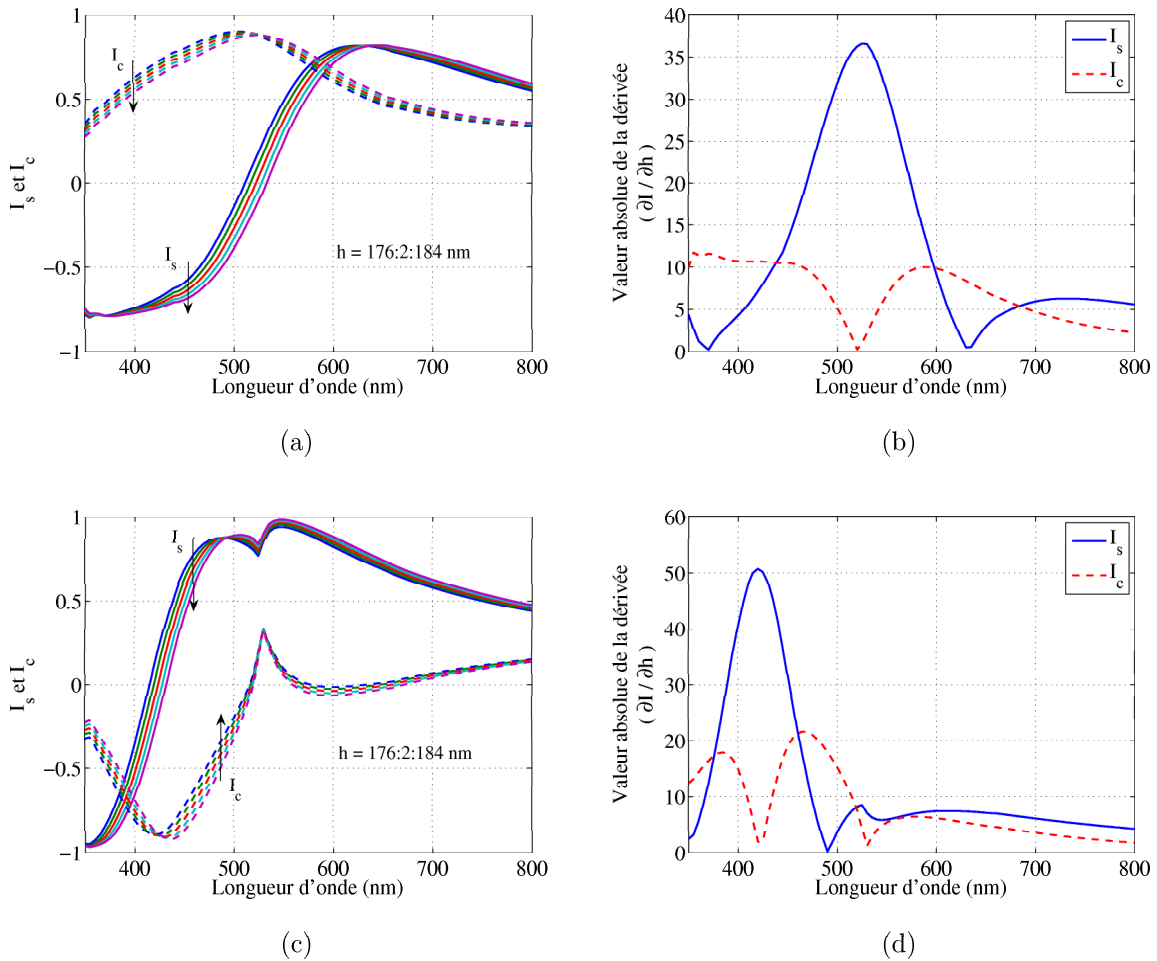 1
0.5
0
−0.5
−1
400
500
600
700
800
I_c
I_s
h = 176:2:184 nm
I_s et I_c
Longueur d'onde (nm)
(a)
40
35
30
25
20
15
10
5
0
400
500
600
700
800
I_s
I_c
Valeur absolue de la dérivée
( ∂I / ∂h )
Longueur d'onde (nm)
(b)
1
0.5
0
−0.5
−1
400
500
600
700
800
I_s
I_c
h = 176:2:184 nm
I_s et I_c
Longueur d'onde (nm)
(c)
60
50
40
30
20
10
0
400
500
600
700
800
I_s
I_c
Valeur absolue de la dérivée
( ∂I / ∂h )
Longueur d'onde (nm)
(d)